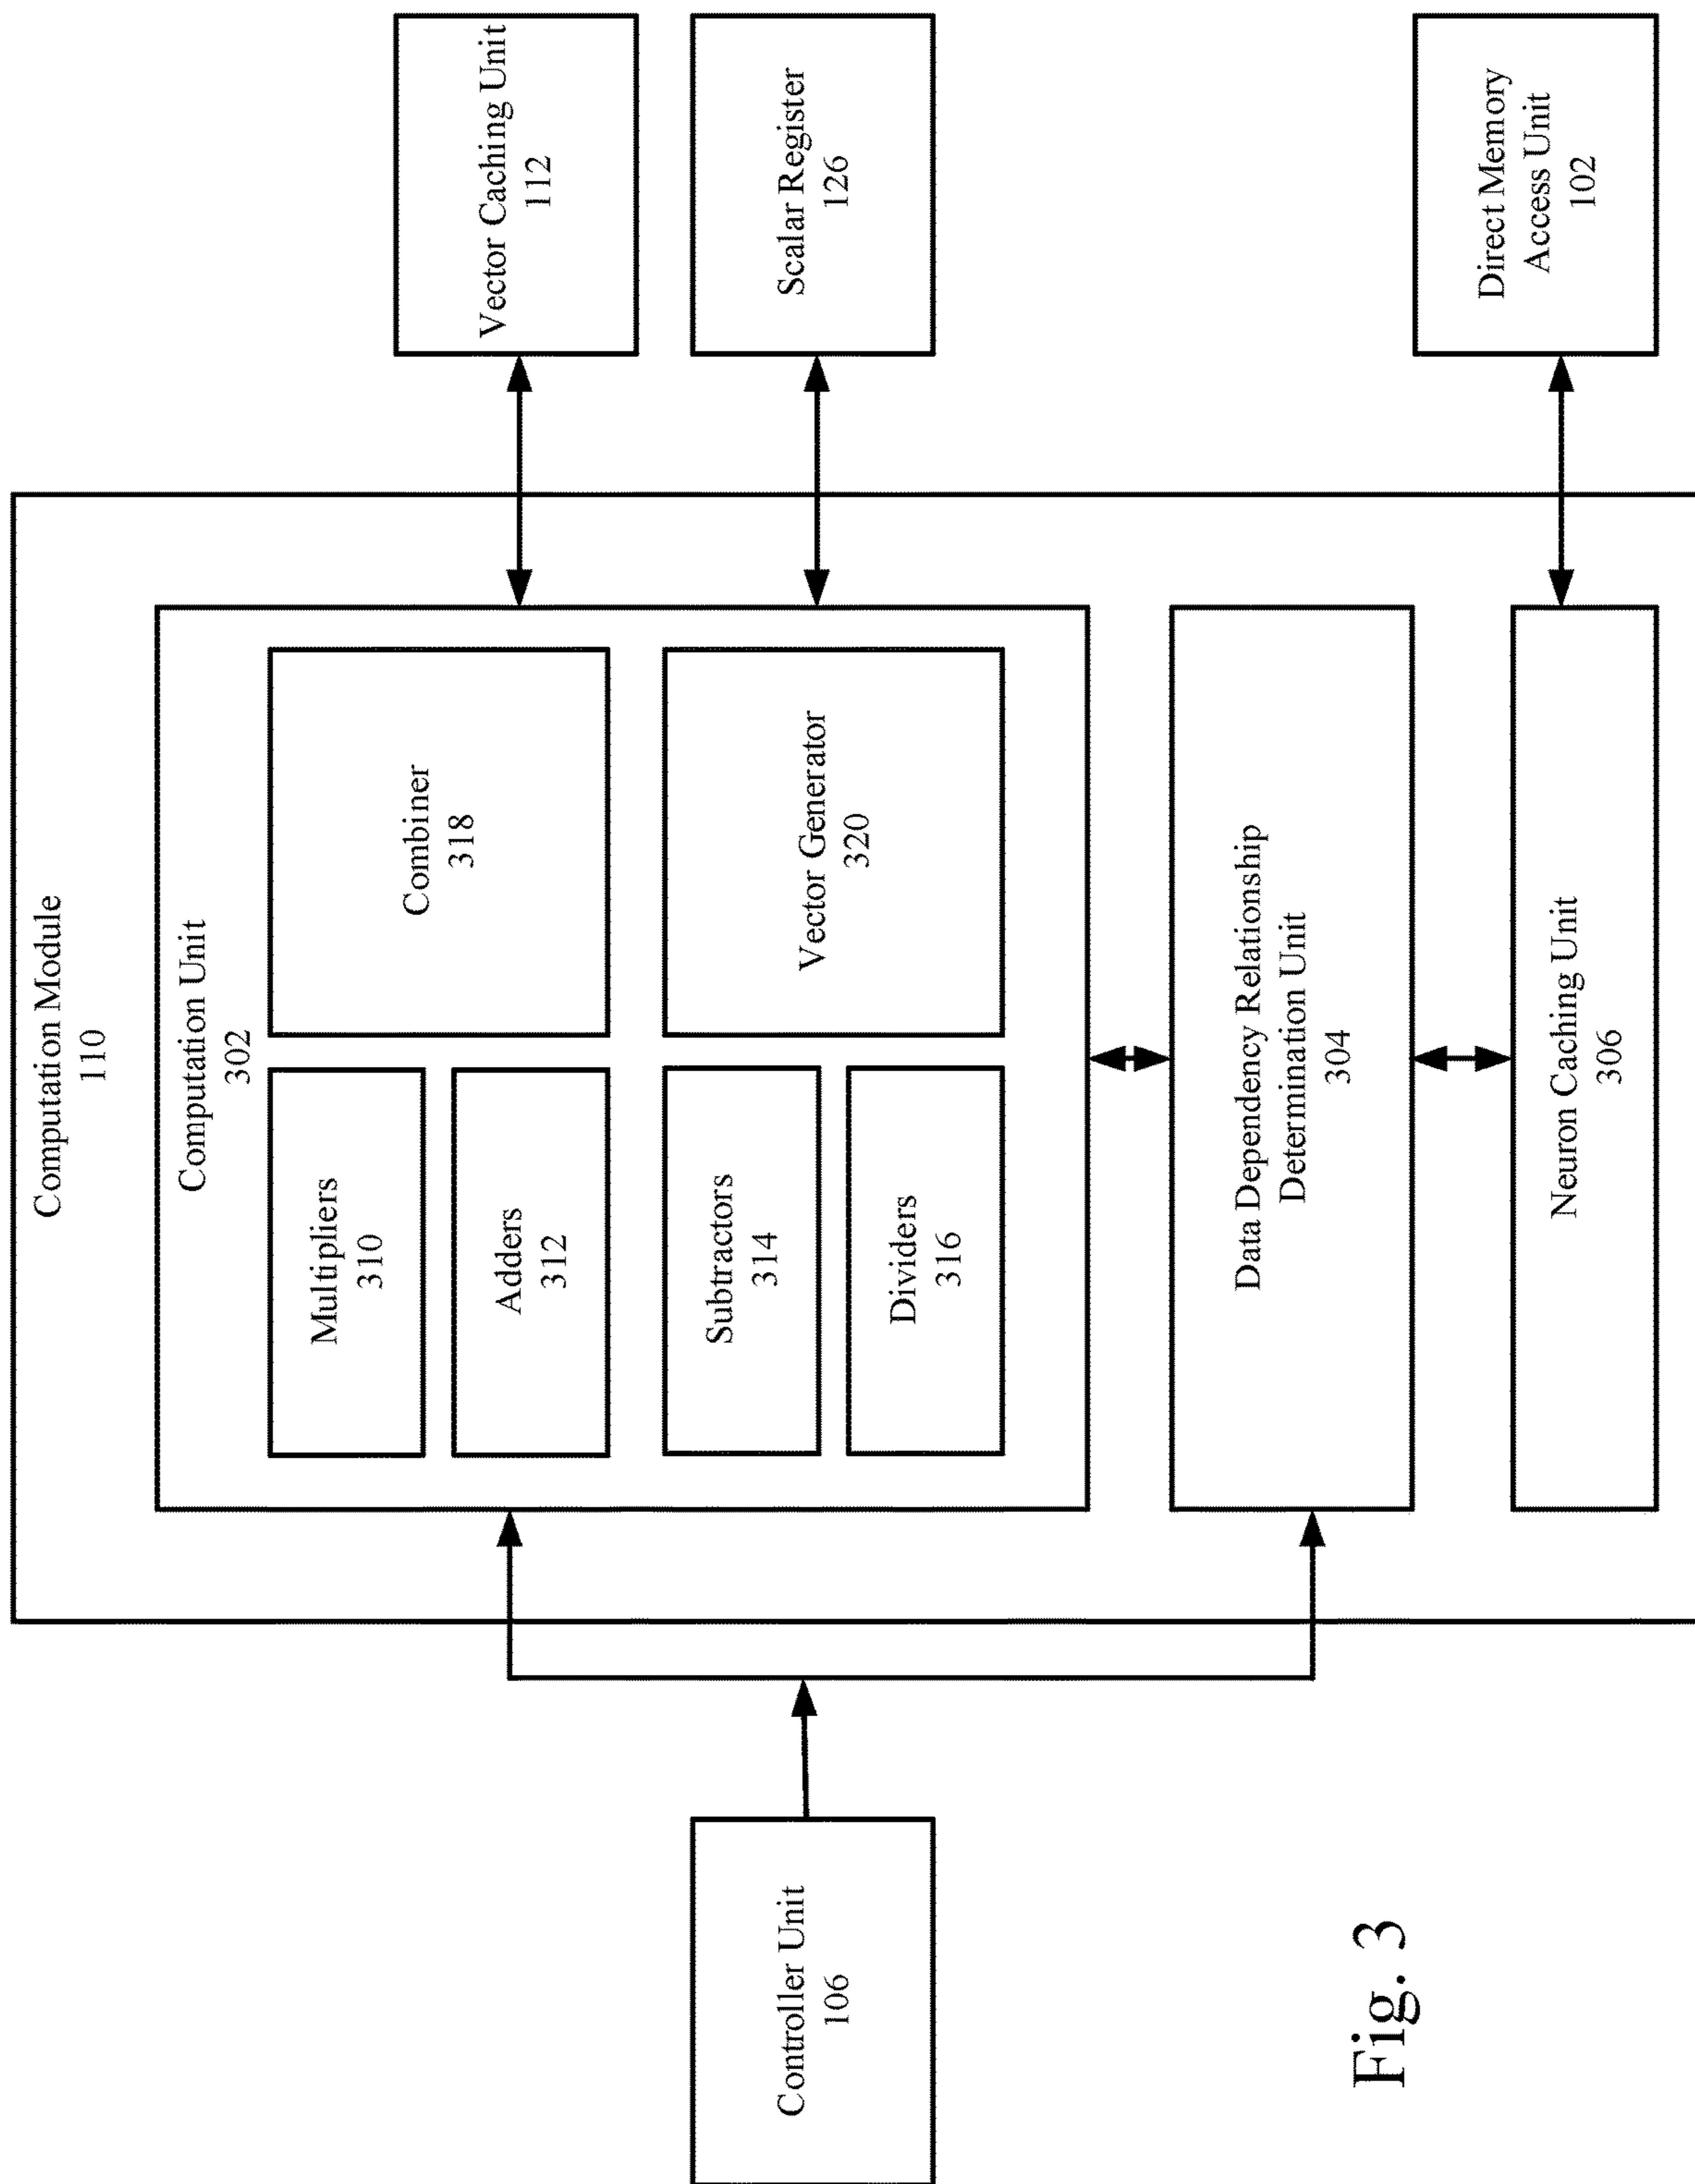 Computation Module
110
Computation Unit
302
Multipliers
310
Adders
312
Subtractors
314
Dividers
316
Combiner
318
Vector Generator
320
Data Dependency Relationship
Determination Unit
304
Neuron Caching Unit
306
Controller Unit
106
Vector Caching Unit
112
Scalar Register
126
Direct Memory
Access Unit
102
Fig. 3